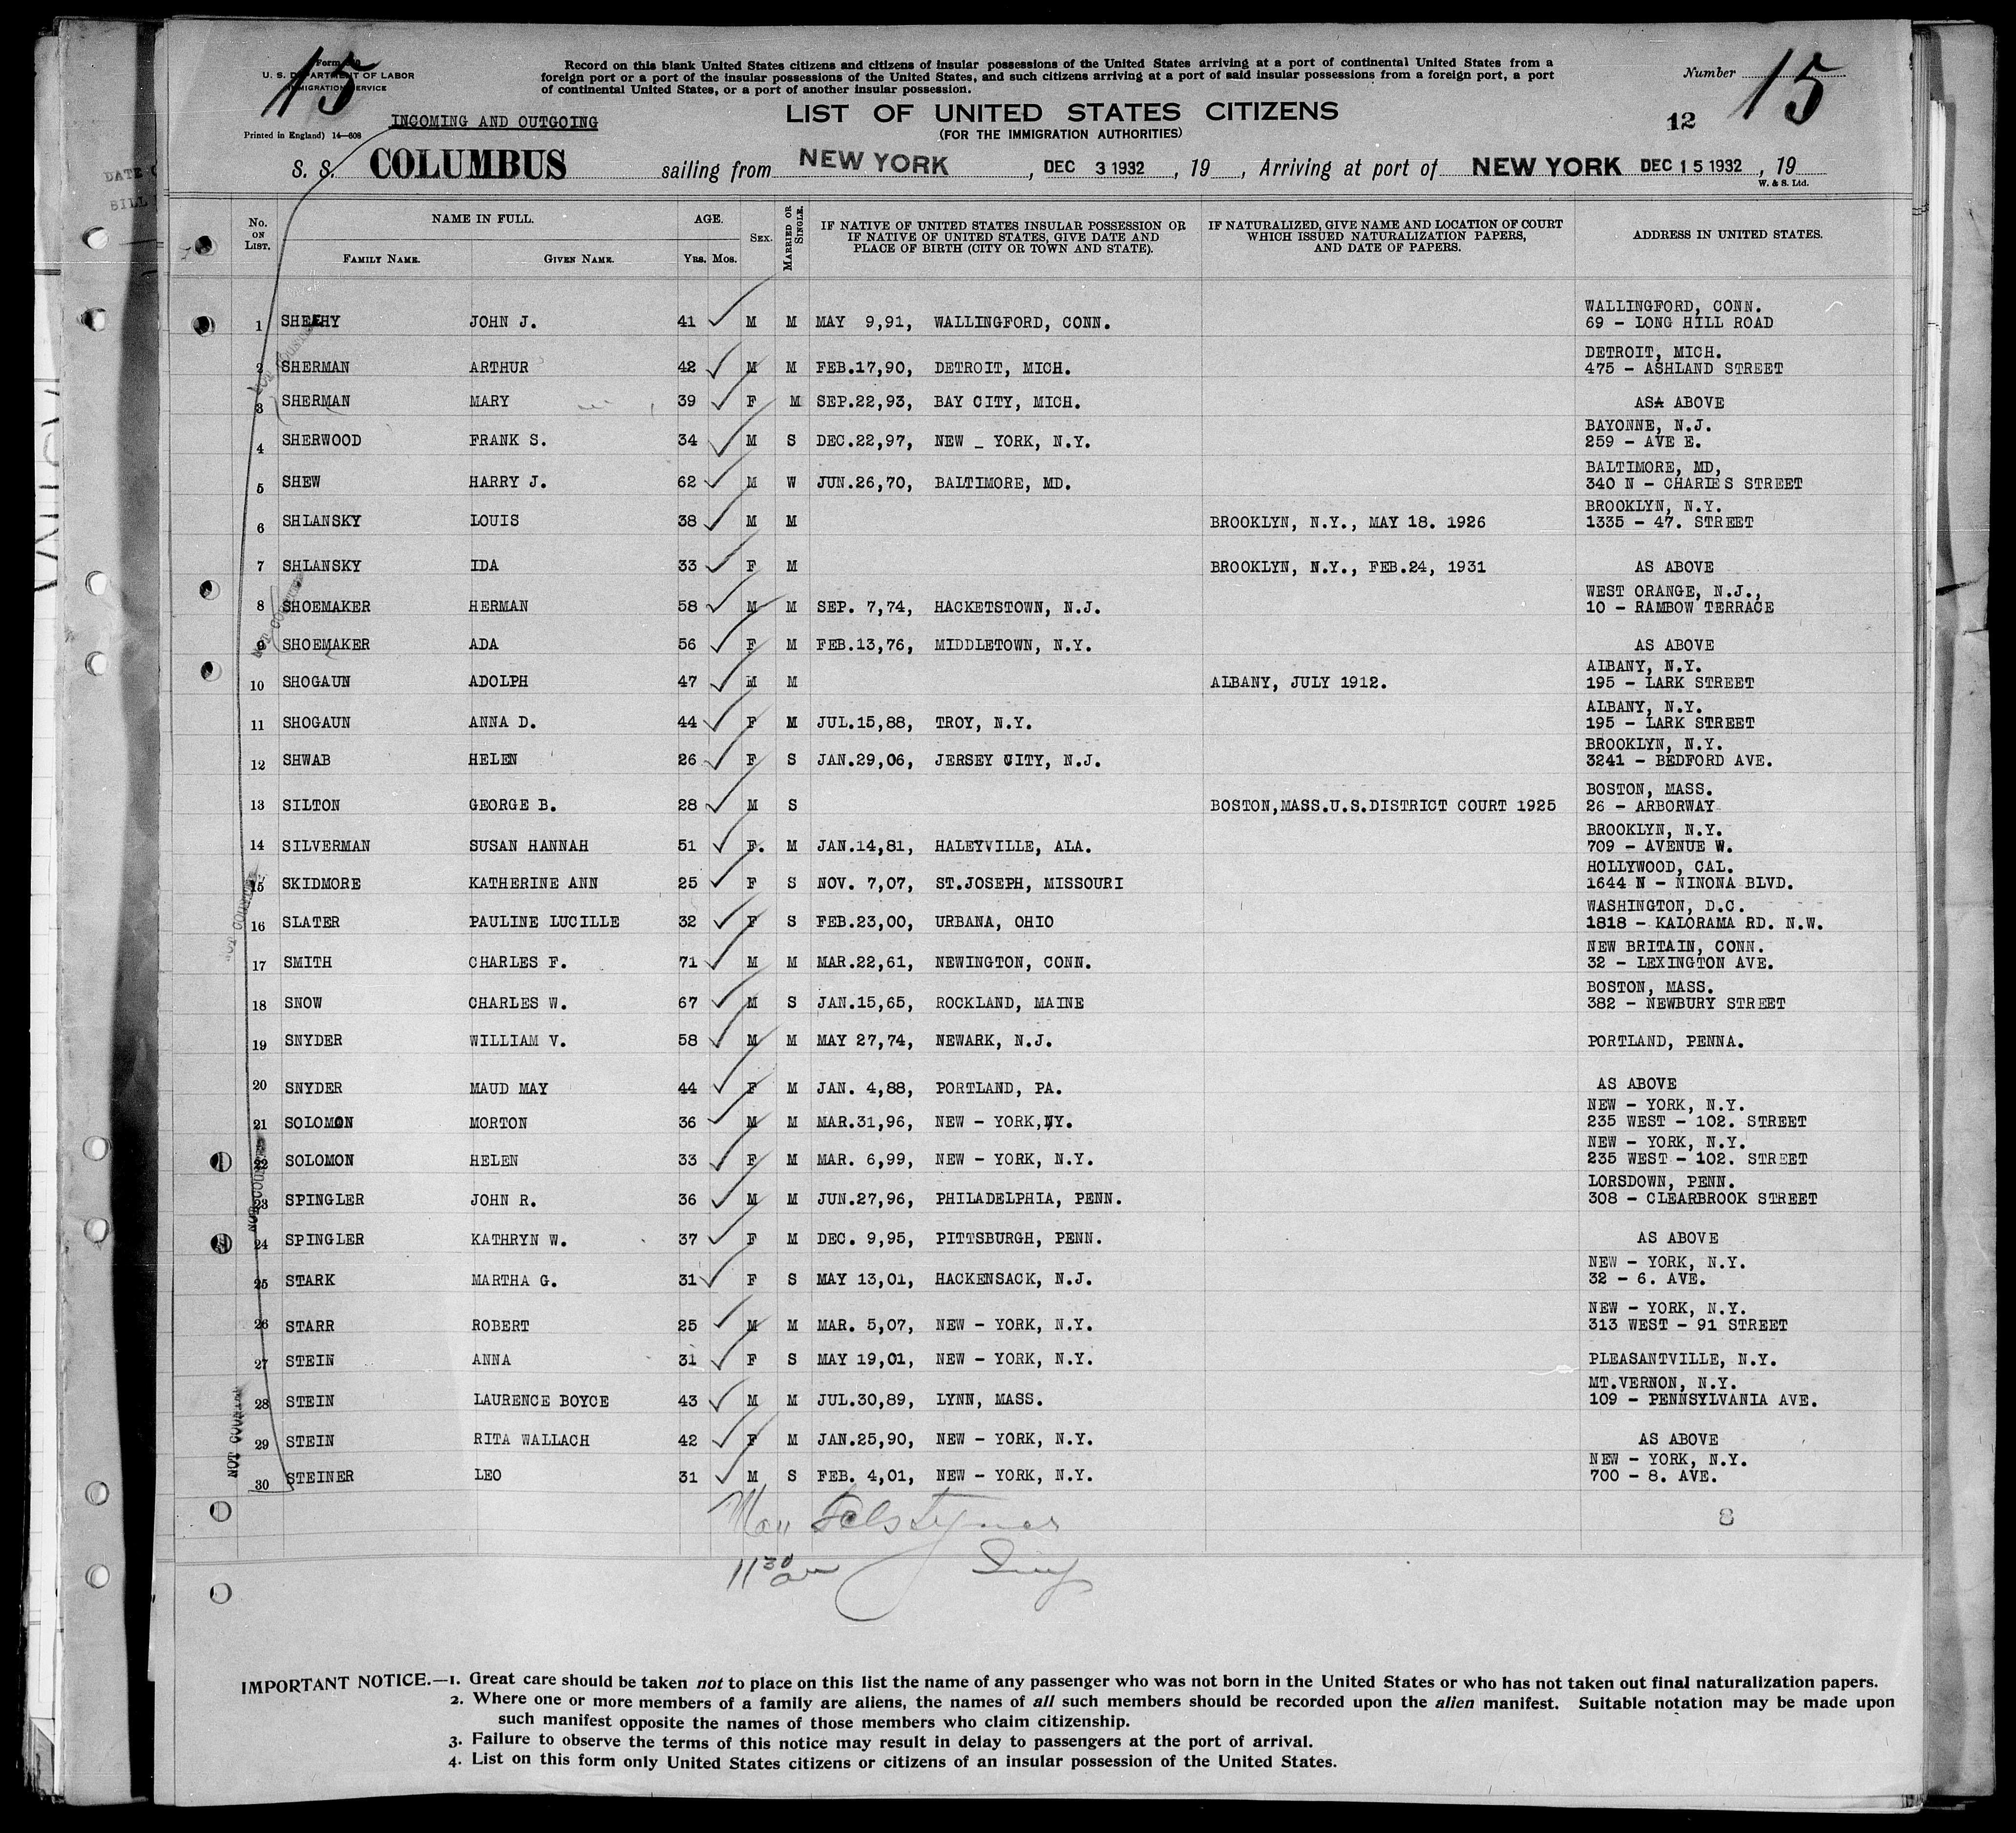 15
Form
U. S. DEPARTMENT OF LABOR
IMMIGRATION SERVICE
INCOMING AND OUTGOING
Printed in England) 14—608
Record on this blank United States citizens and citizens of insular possessions of the United States arriving at a port of continental United States from a
foreign port or a port of the insular possessions of the United States, and such citizens arriving at a port of said insular possessions from a foreign port, a port
of continental United States, or a port of another insular possession.
Number 15
LIST OF UNITED STATES CITIZENS
(FOR THE IMMIGRATION AUTHORITIES)
12
S. S. COLUMBUS sailing from NEW YORK, DEC 3 1932, 19 , Arriving at port of NEW YORK DEC 15 1932, 19
W. & S. Ltd.
DATE
BILL
No. ON LIST. NAME IN FULL. FAMILY NAME. GIVEN NAME. AGE. YRS. MOS. SEX. MARRIED OR SINGLE. IF NATIVE OF UNITED STATES INSULAR POSSESSION OR IF NATIVE OF UNITED STATES, GIVE DATE AND PLACE OF BIRTH (CITY OR TOWN AND STATE). IF NATURALIZED, GIVE NAME AND LOCATION OF COURT WHICH ISSUED NATURALIZATION PAPERS, AND DATE OF PAPERS. ADDRESS IN UNITED STATES.
WALLINGFORD, CONN.
1 SHEEHY JOHN J. 41 M M MAY 9,91, WALLINGFORD, CONN. 69 - LONG HILL ROAD
DETROIT, MICH.
2 SHERMAN ARTHUR 42 M M FEB.17,90, DETROIT, MICH. 475 - ASHLAND STREET
3 SHERMAN MARY 39 F M SEP.22,93, BAY CITY, MICH. ASA ABOVE
BAYONNE, N.J.
4 SHERWOOD FRANK S. 34 M S DEC.22,97, NEW _ YORK, N.Y. 259 - AVE E.
BALTIMORE, MD,
5 SHEW HARRY J. 62 M W JUN.26,70, BALTIMORE, MD. 340 N - CHARIES STREET
BROOKLYN, N.Y.
6 SHLANSKY LOUIS 38 M M BROOKLYN, N.Y., MAY 18. 1926 1335 - 47. STREET
7 SHLANSKY IDA 33 F M BROOKLYN, N.Y., FEB.24, 1931 AS ABOVE
WEST ORANGE, N.J.,
8 SHOEMAKER HERMAN 58 M M SEP. 7,74, HACKETSTOWN, N.J. 10 - RAMBOW TERRACE
9 SHOEMAKER ADA 56 F M FEB.13,76, MIDDLETOWN, N.Y. AS ABOVE
AIBANY, N.Y.
10 SHOGAUN ADOLPH 47 M M ALBANY, JULY 1912. 195 - LARK STREET
ALBANY, N.Y.
11 SHOGAUN ANNA D. 44 F M JUL.15,88, TROY, N.Y. 195 - LARK STREET
BROOKLYN, N.Y.
12 SHWAB HELEN 26 F S JAN.29,06, JERSEY CITY, N.J. 3241 - BEDFORD AVE.
BOSTON, MASS.
13 SILTON GEORGE B. 28 M S BOSTON,MASS.U.S.DISTRICT COURT 1925 26 - ARBORWAY
BROOKLYN, N.Y.
14 SILVERMAN SUSAN HANNAH 51 F. M JAN.14,81, HALEYVILLE, ALA. 709 - AVENUE W.
HOLLYWOOD, CAL.
15 SKIDMORE KATHERINE ANN 25 F S NOV. 7,07, ST.JOSEPH, MISSOURI 1644 N - NINONA BLVD.
WASHINGTON, D.C.
16 SLATER PAULINE LUCILLE 32 F S FEB.23,00, URBANA, OHIO 1818 - KALORAMA RD. N.W.
NEW BRITAIN, CONN.
17 SMITH CHARLES F. 71 M M MAR.22,61, NEWINGTON, CONN. 32 - LEXINGTON AVE.
BOSTON, MASS.
18 SNOW CHARLES W. 67 M S JAN.15,65, ROCKLAND, MAINE 382 - NEWBURY STREET
19 SNYDER WILLIAM V. 58 M M MAY 27,74, NEWARK, N.J. PORTLAND, PENNA.
20 SNYDER MAUD MAY 44 F M JAN. 4,88, PORTLAND, PA. AS ABOVE
NEW - YORK, N.Y.
21 SOLOMON MORTON 36 M M MAR.31,96, NEW - YORK,NY. 235 WEST - 102. STREET
NEW - YORK, N.Y.
22 SOLOMON HELEN 33 F M MAR. 6,99, NEW - YORK, N.Y. 235 WEST - 102. STREET
LORSDOWN, PENN.
23 SPINGLER JOHN R. 36 M M JUN.27,96, PHILADELPHIA, PENN. 308 - CLEARBROOK STREET
24 SPINGLER KATHRYN W. 37 F M DEC. 9,95, PITTSBURGH, PENN. AS ABOVE
NEW - YORK, N.Y.
25 STARK MARTHA G. 31 F S MAY 13,01, HACKENSACK, N.J. 32 - 6. AVE.
NEW - YORK, N.Y.
26 STARR ROBERT 25 M M MAR. 5,07, NEW - YORK, N.Y. 313 WEST - 91 STREET
27 STEIN ANNA 31 F S MAY 19,01, NEW - YORK, N.Y. PLEASANTVILLE, N.Y.
MT.VERNON, N.Y.
28 STEIN LAURENCE BOYCE 43 M M JUL.30,89, LYNN, MASS. 109 - PENNSYLVANIA AVE.
29 STEIN RITA WALLACH 42 F M JAN.25,90, NEW - YORK, N.Y. AS ABOVE
NEW - YORK, N.Y.
30 STEINER LEO 31 M S FEB. 4,01, NEW - YORK, N.Y. 700 - 8. AVE.
8
11 30 am
IMPORTANT NOTICE.—1. Great care should be taken not to place on this list the name of any passenger who was not born in the United States or who has not taken out final naturalization papers.
2. Where one or more members of a family are aliens, the names of all such members should be recorded upon the alien manifest. Suitable notation may be made upon
such manifest opposite the names of those members who claim citizenship.
3. Failure to observe the terms of this notice may result in delay to passengers at the port of arrival.
4. List on this form only United States citizens or citizens of an insular possession of the United States.